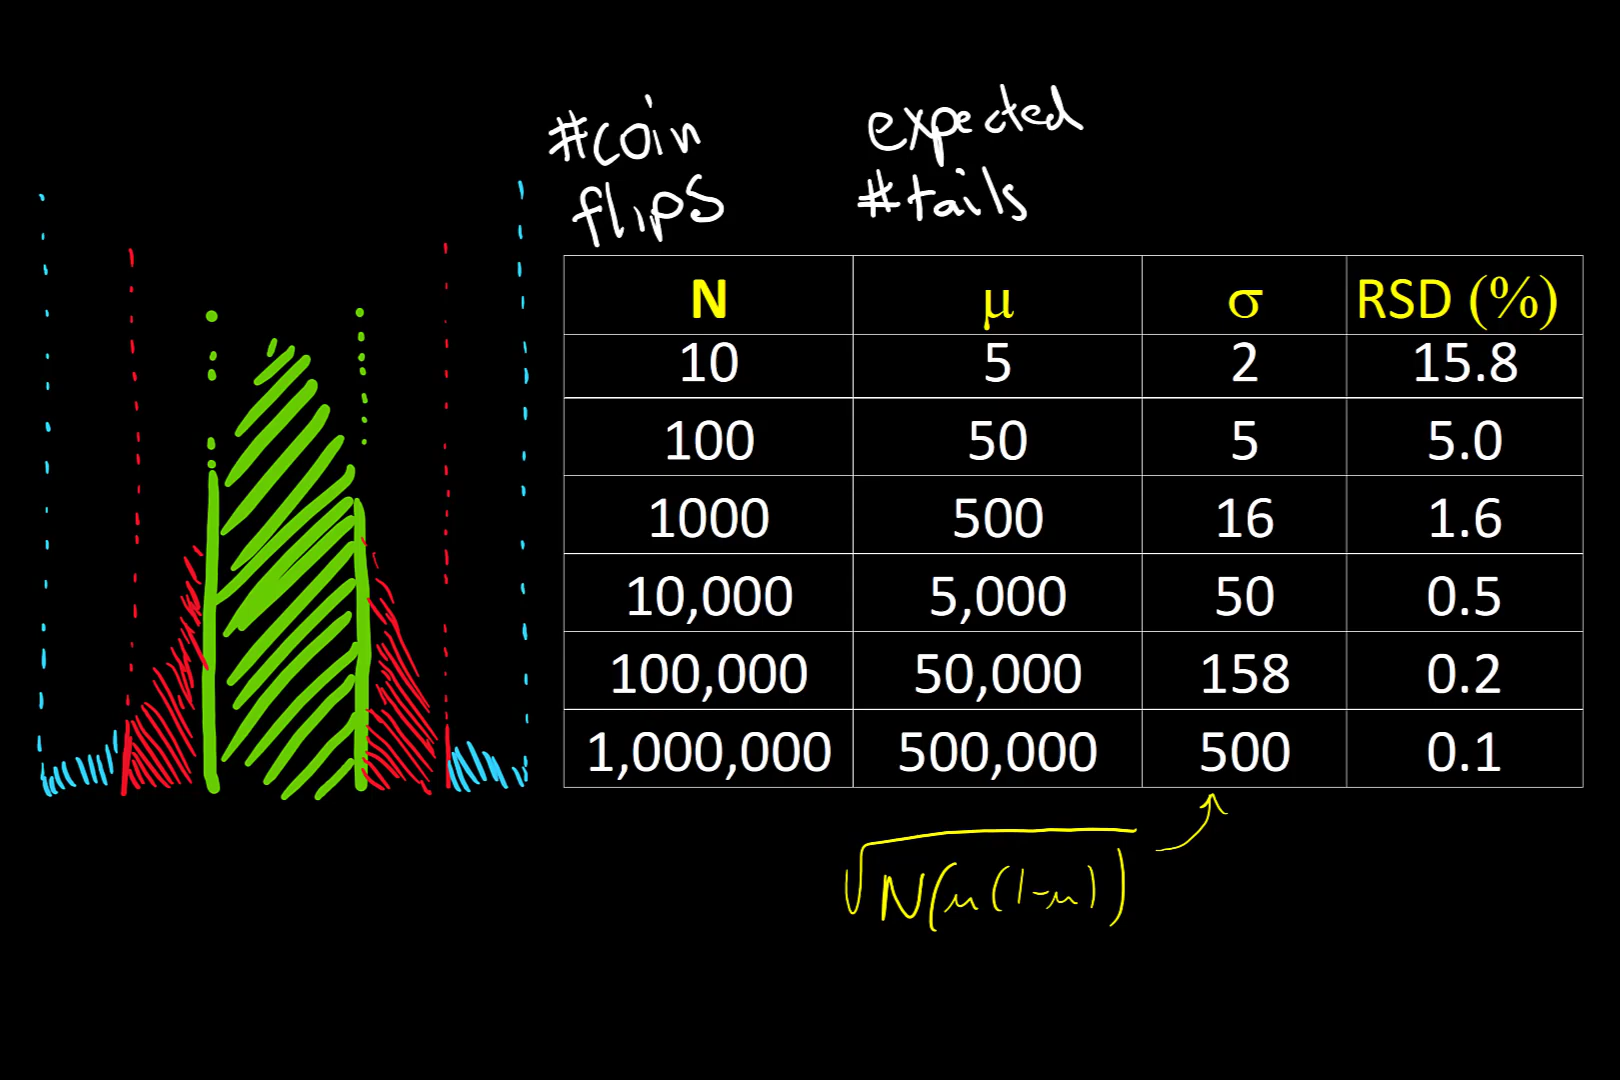 #coin
flips
expected
#tails
N μ σ RSD (%)
10 5 2 15.8
100 50 5 5.0
1000 500 16 1.6
10,000 5,000 50 0.5
100,000 50,000 158 0.2
1,000,000 500,000 500 0.1
√N(μ(1-μ))